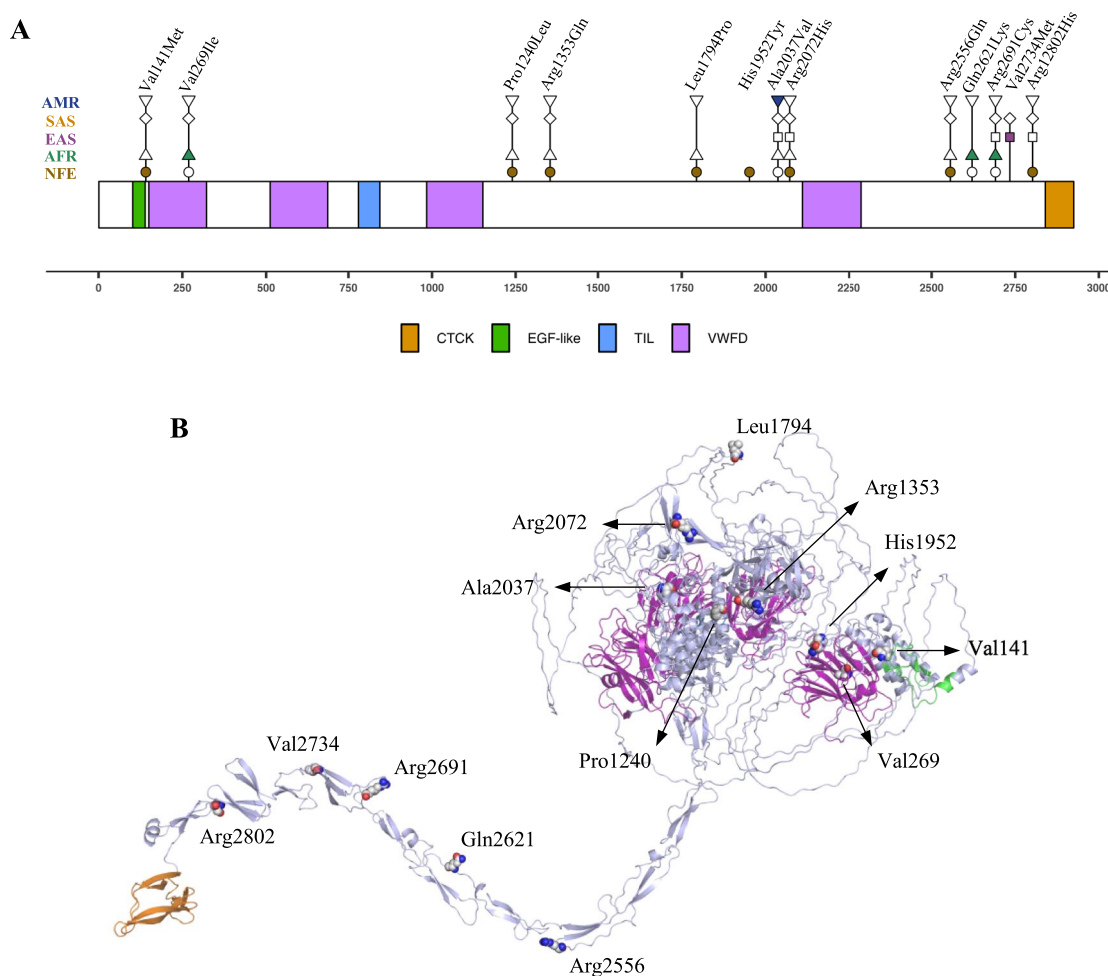 A
Val141Met
Val269Ile
Pro1240Leu
Arg1353Gln
Leu1794Pro
His1952Tyr
Ala2037Val
Arg2072His
Arg2556Gln
Gln2621Lys
Arg2691Cys
Val2734Met
Arg12802His
AMR
SAS
EAS
AFR
NFE
0 250 500 750 1000 1250 1500 1750 2000 2250 2500 2750 3000
CTCK EGF-like TIL VWFD
B
Leu1794
Arg1353
Arg2072
His1952
Ala2037
Val141
Pro1240
Val269
Val2734
Arg2691
Arg2802
Gln2621
Arg2556